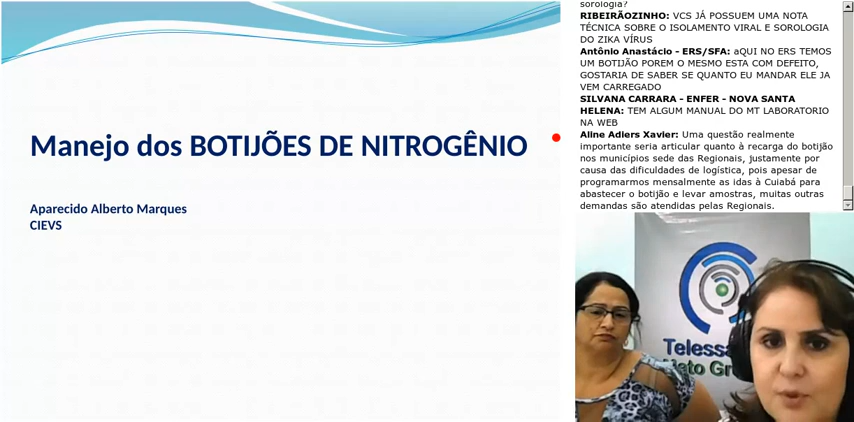 Manejo dos BOTIJÕES DE NITROGÊNIO
Aparecido Alberto Marques
CIEVS
sorologia?
RIBEIRÃOZINHO: VCS JÁ POSSUEM UMA NOTA
TÉCNICA SOBRE O ISOLAMENTO VIRAL E SOROLOGIA
DO ZIKA VÍRUS
Antônio Anastácio - ERS/SFA: aQUI NO ERS TEMOS
UM BOTIJÃO POREM O MESMO ESTA COM DEFEITO,
GOSTARIA DE SABER SE QUANTO EU MANDAR ELE JA
VEM CARREGADO
SILVANA CARRARA - ENFER - NOVA SANTA
HELENA: TEM ALGUM MANUAL DO MT LABORATORIO
NA WEB
Aline Adlers Xavier: Uma questão realmente
importante seria articular quanto à recarga do botijão
nos municípios sede das Regionais, justamente por
causa das dificuldades de logística, pois apesar de
programarmos mensalmente as idas à Cuiabá para
abastecer o botijão e levar amostras, muitas outras
demandas são atendidas pelas Regionais.
Telessa
Mato Gr